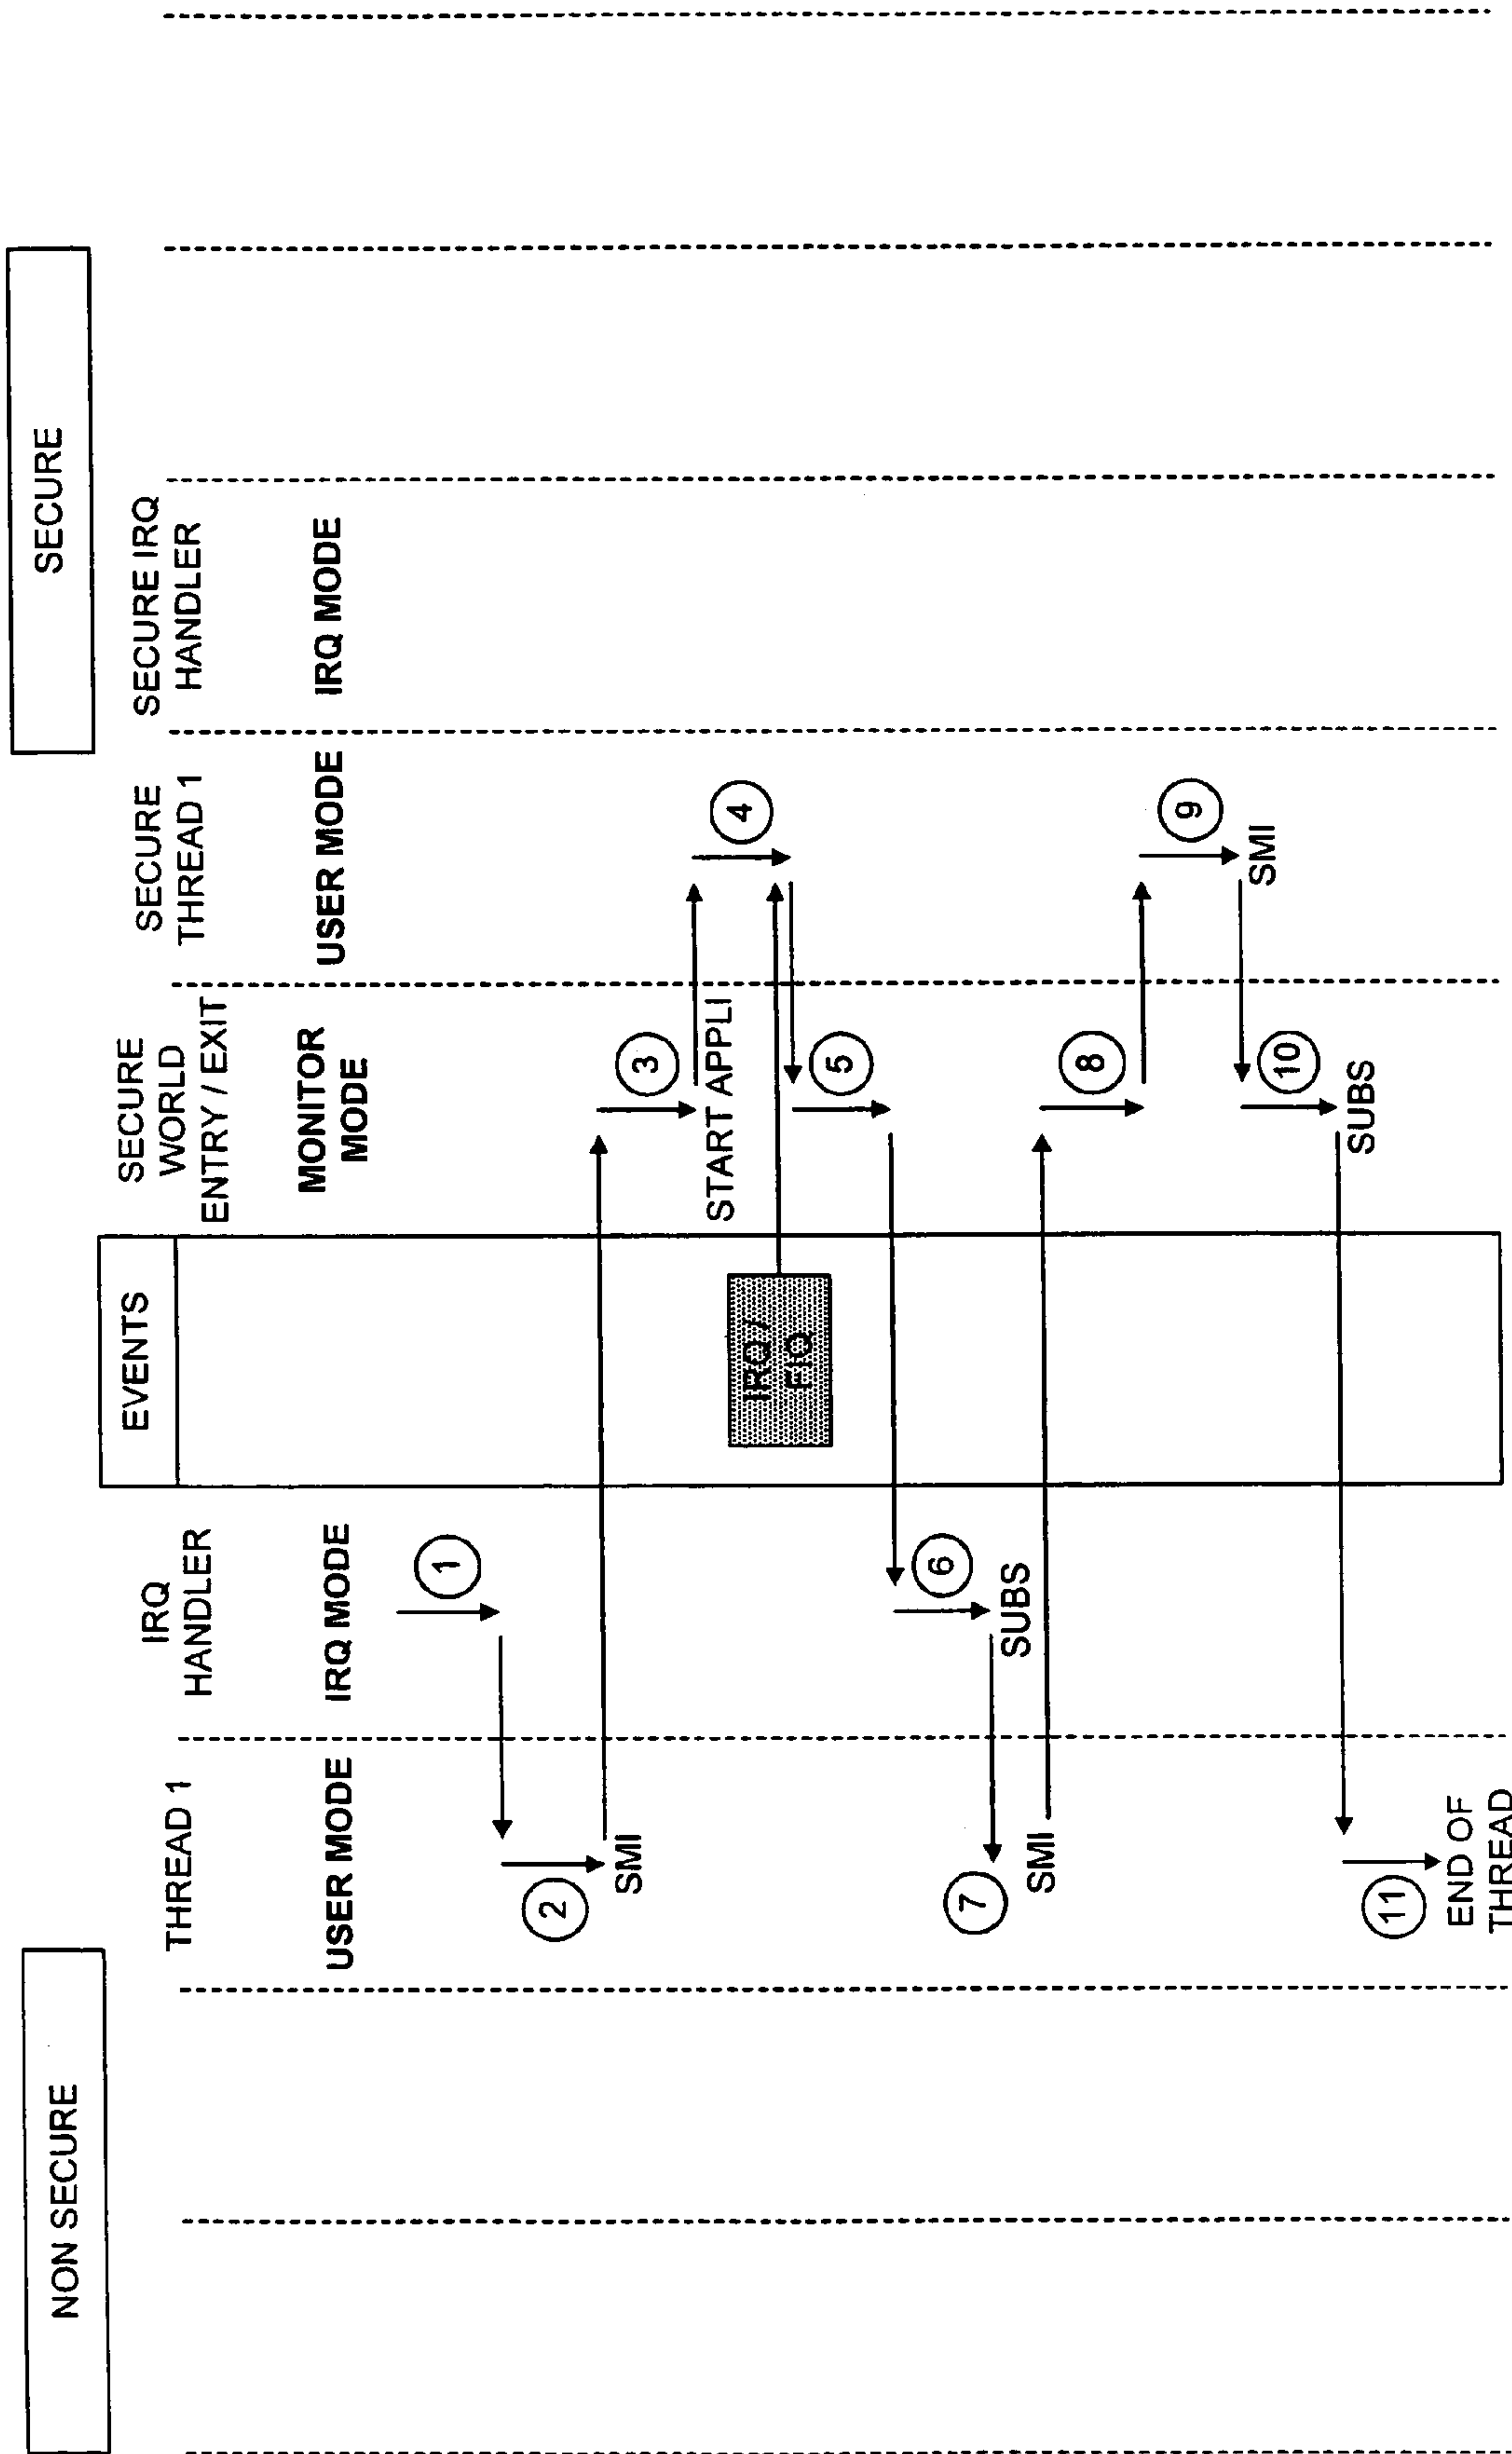 NON SECURE
SECURE
THREAD 1
IRQ
HANDLER
EVENTS
SECURE
WORLD
ENTRY / EXIT
SECURE
THREAD 1
SECURE IRQ
HANDLER
USER MODE
IRQ MODE
MONITOR
MODE
USER MODE
IRQ MODE
1
2
SMI
3
START APPLI
4
IRQ /
FIQ
5
6
SUBS
7
SMI
8
9
SMI
10
SUBS
11
END OF
THREAD